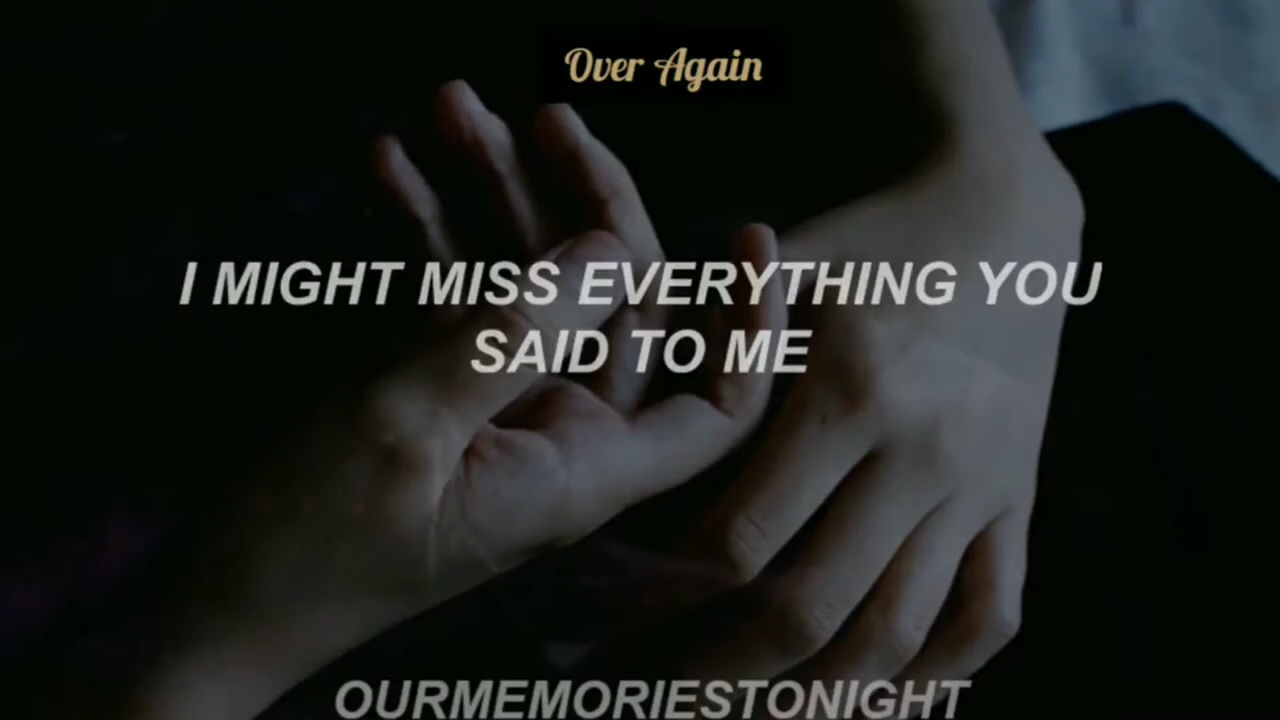 Over Again
I MIGHT MISS EVERYTHING YOU
SAID TO ME
OURMEMORIESTONIGHT